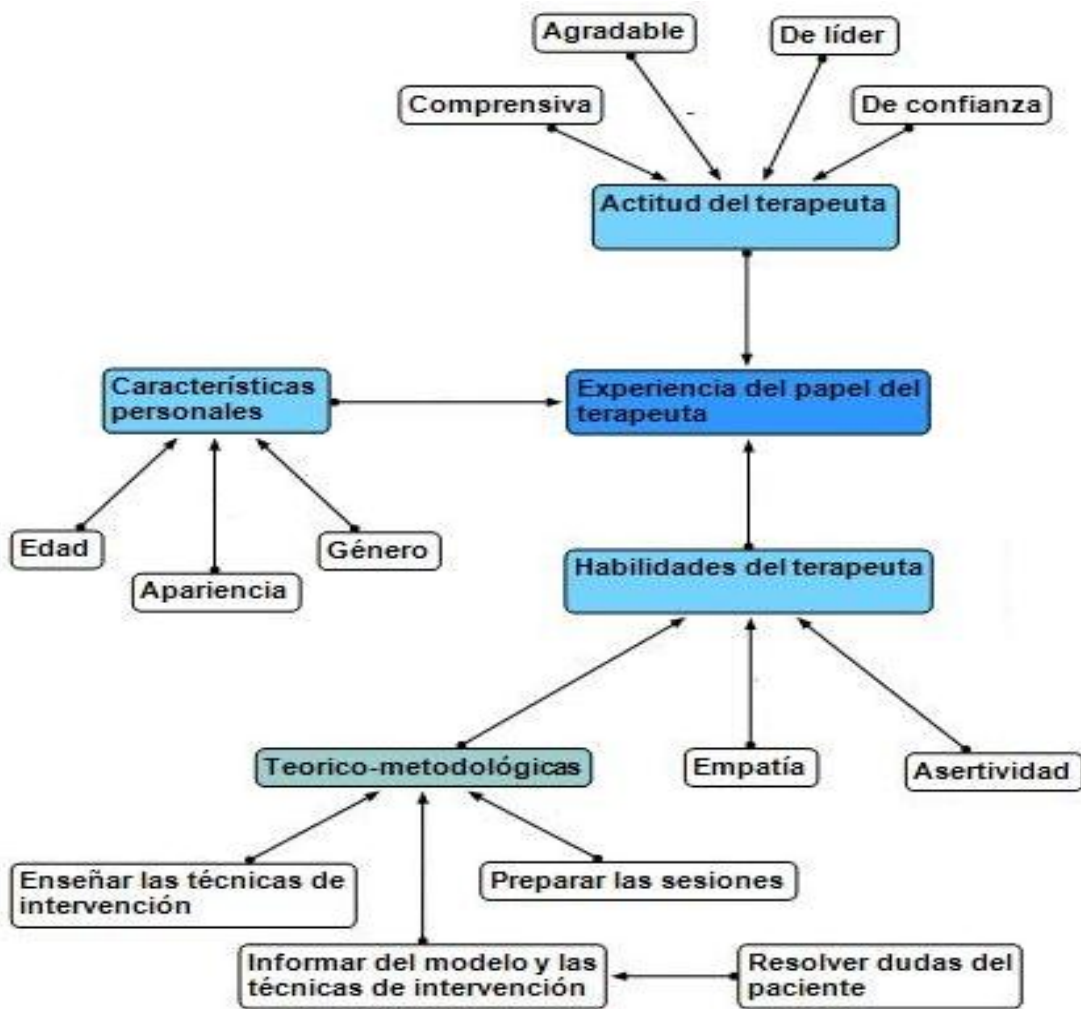 Agradable
De líder
Comprensiva
De confianza
Actitud del terapeuta
Característícas
personales
Experiencia del papel del
terapeuta
Edad
Género
Apariencia
Habilidades del terapeuta
Teorico-metodológicas
Empatía
Asertividad
Enseñar las técnicas de
intervención
Preparar las sesiones
Informar del modelo y las
técnicas de intervención
Resolver dudas del
paciente